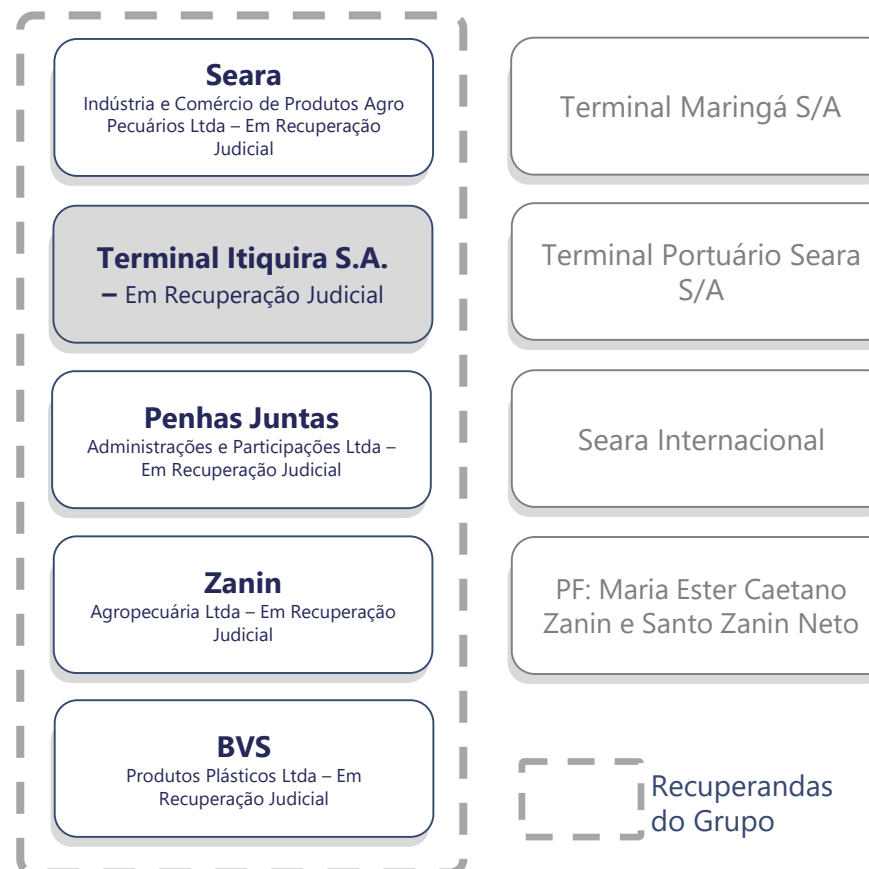 Seara
Indústria e Comércio de Produtos Agro
Pecuários Ltda – Em Recuperação
Judicial
Terminal Itiquira S.A.
– Em Recuperação Judicial
Penhas Juntas
Administrações e Participações Ltda –
Em Recuperação Judicial
Zanin
Agropecuária Ltda – Em Recuperação
Judicial
BVS
Produtos Plásticos Ltda – Em
Recuperação Judicial
Terminal Maringá S/A
Terminal Portuário Seara
S/A
Seara Internacional
PF: Maria Ester Caetano
Zanin e Santo Zanin Neto
Recuperandas
do Grupo